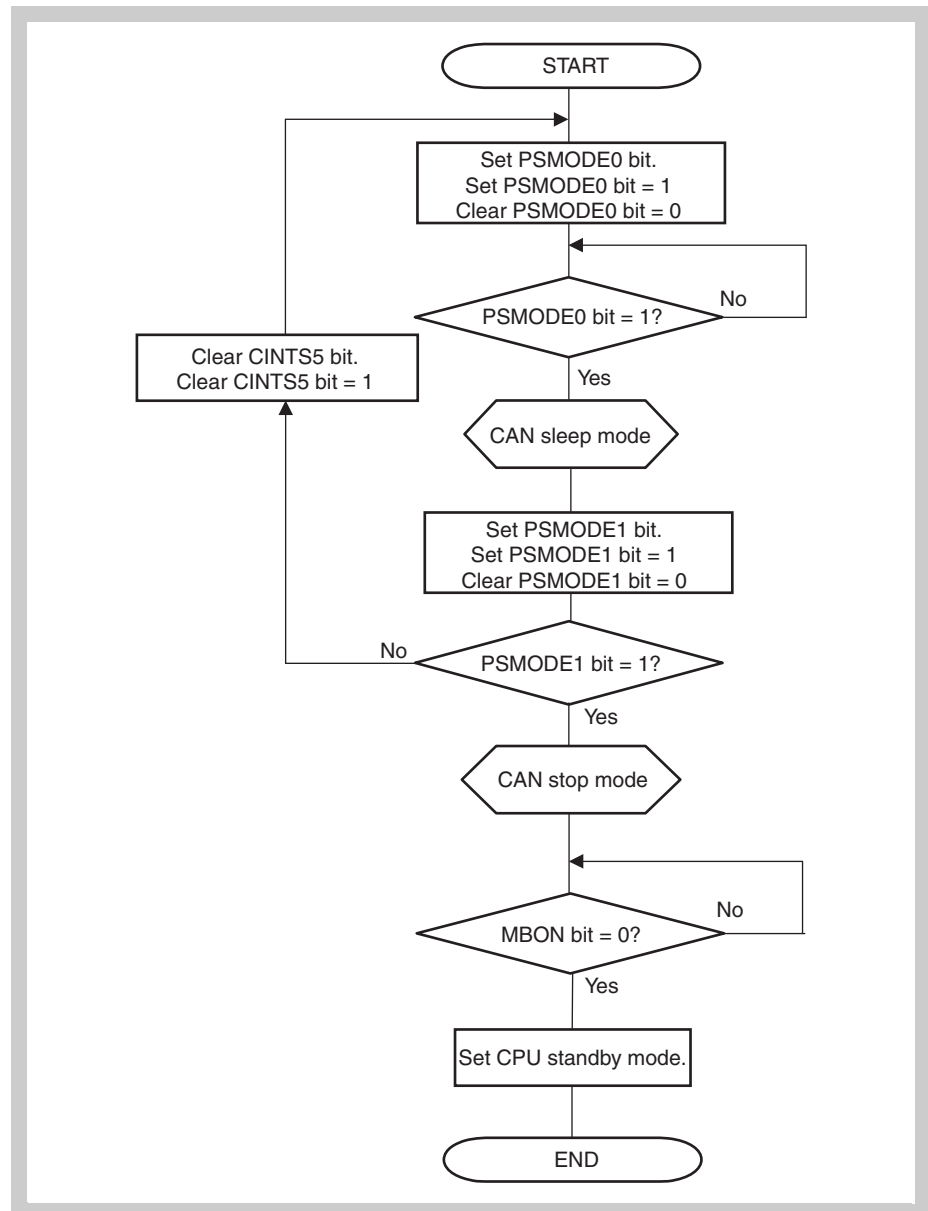 START
Set PSMODE0 bit.
Set PSMODE0 bit = 1
Clear PSMODE0 bit = 0
PSMODE0 bit = 1?
No
Yes
Clear CINTS5 bit.
Clear CINTS5 bit = 1
CAN sleep mode
Set PSMODE1 bit.
Set PSMODE1 bit = 1
Clear PSMODE1 bit = 0
No
PSMODE1 bit = 1?
Yes
CAN stop mode
No
MBON bit = 0?
Yes
Set CPU standby mode.
END